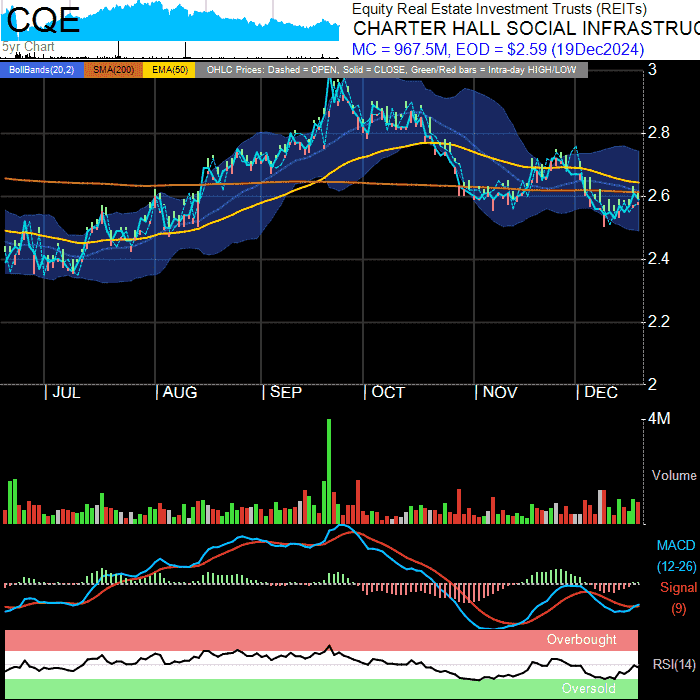 CQE
5yr Chart
Equity Real Estate Investment Trusts (REITs)
CHARTER HALL SOCIAL INFRASTRUC
MC = 967.5M, EOD = $2.59 (19Dec2024)
BollBands(20,2) SMA(200) EMA(50) OHLC Prices: Dashed = OPEN, Solid = CLOSE, Green/Red bars = Intra-day HIGH/LOW
3
2.8
2.6
2.4
2.2
2
| JUL | AUG | SEP | OCT | NOV | DEC
4M
Volume
MACD
(12-26)
Signal
(9)
Overbought
RSI(14)
Oversold